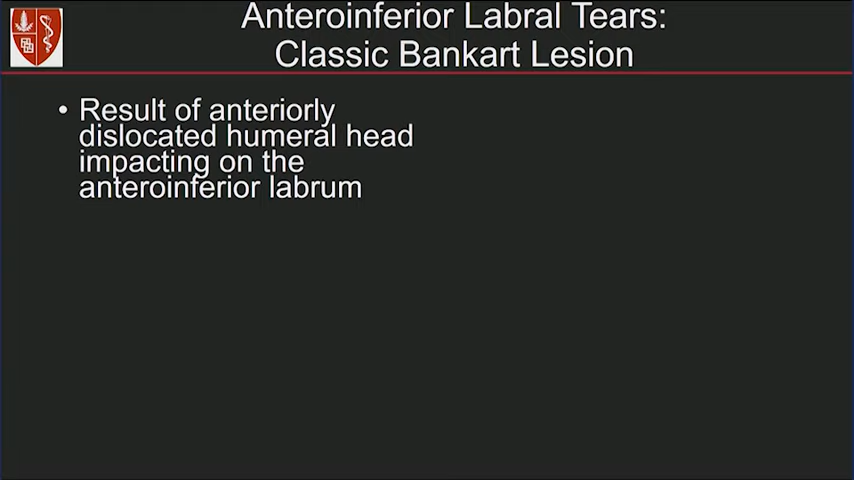 Anteroinferior Labral Tears:
Classic Bankart Lesion
• Result of anteriorly
dislocated humeral head
impacting on the
anteroinferior labrum